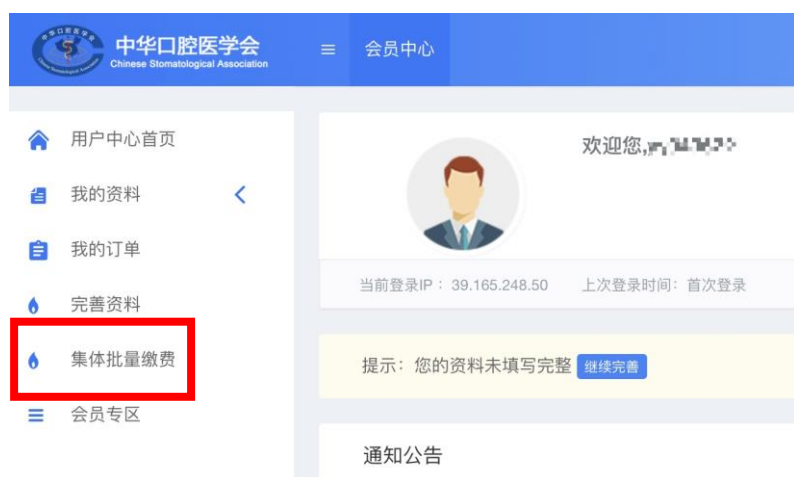 中华口腔医学会
Chinese Stomatological Association
会员中心
用户中心首页
我的资料
我的订单
完善资料
集体批量缴费
会员专区
欢迎您,
当前登录IP： 39.165.248.50 上次登录时间：首次登录
提示：您的资料未填写完整 继续完善
通知公告